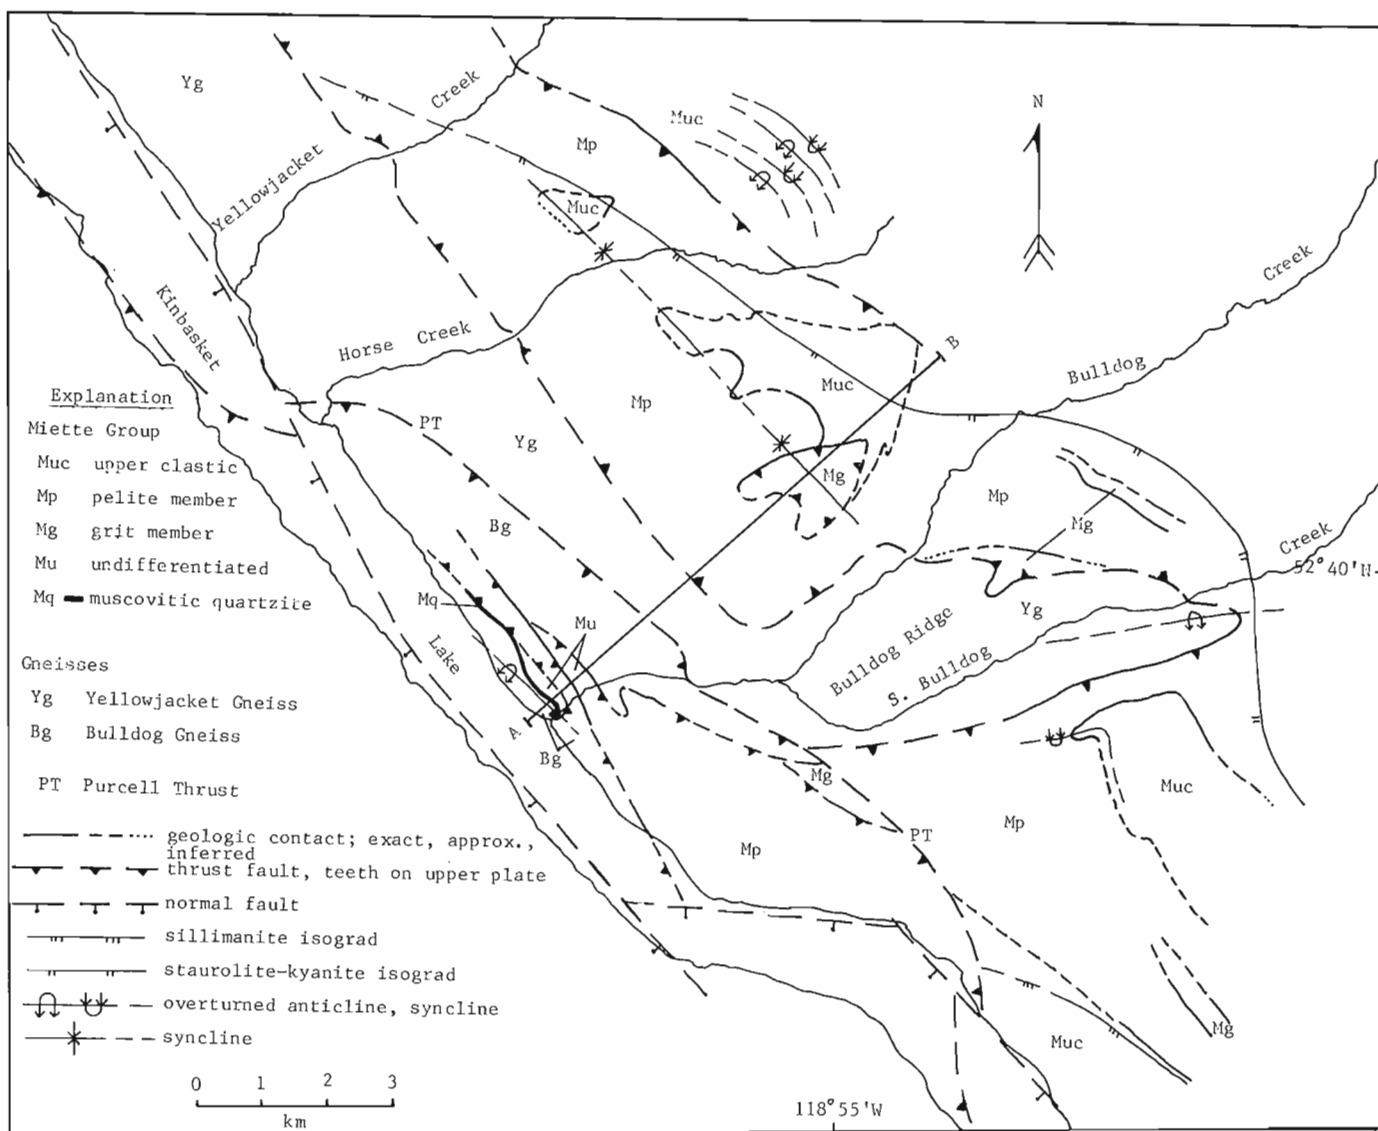 Yg
Creek
Yellowjacket
Mp
Muc
N
Muc
Creek
Kinbasket
Horse Creek
B
Bulldog
Muc
Mp
PT
Yg
Mg
Mp
Mg
Creek
52°40'N
Bg
Yg
Bulldog Ridge
S. Bulldog
Mq
Mu
Lake
A
Bg
Mg
Muc
Mp
PT
Mp
Mg
Muc
118°55'W
Explanation
Miette Group
Muc upper clastic
Mp pelite member
Mg grit member
Mu undifferentiated
Mq muscovitic quartzite
Gneisses
Yg Yellowjacket Gneiss
Bg Bulldog Gneiss
PT Purcell Thrust
geologic contact; exact, approx.,
inferred
thrust fault, teeth on upper plate
normal fault
sillimanite isograd
staurolite-kyanite isograd
overturned anticline, syncline
syncline
0 1 2 3
km